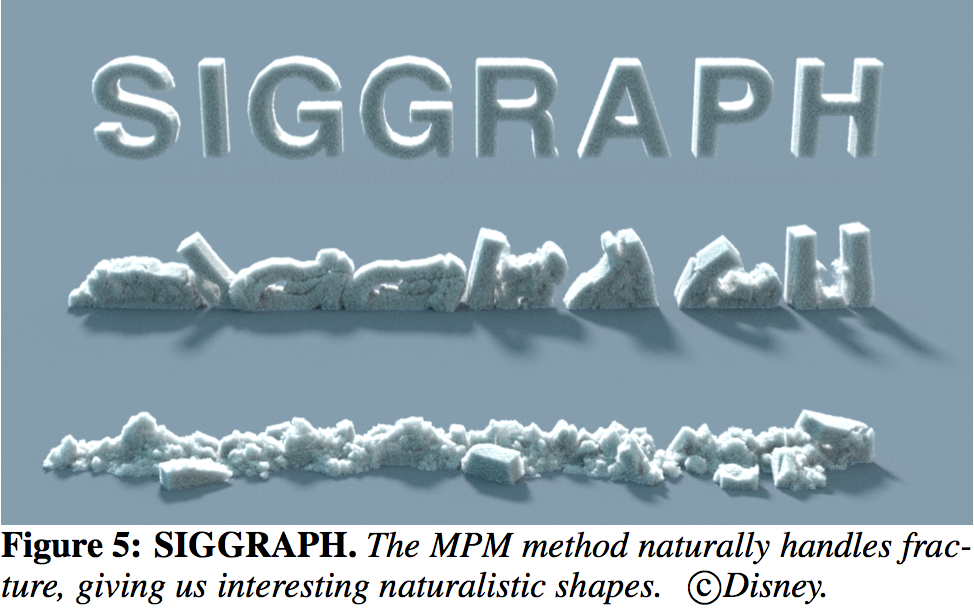 SIGGRAPH
Figure 5: SIGGRAPH. The MPM method naturally handles frac-
ture, giving us interesting naturalistic shapes. ©Disney.